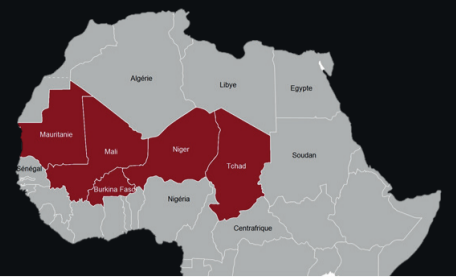 Algérie
Libye
Egypte
Mauritanie
Mali
Niger
Tchad
Soudan
Sénégal
Burkina Faso
Nigéria
Centrafrique